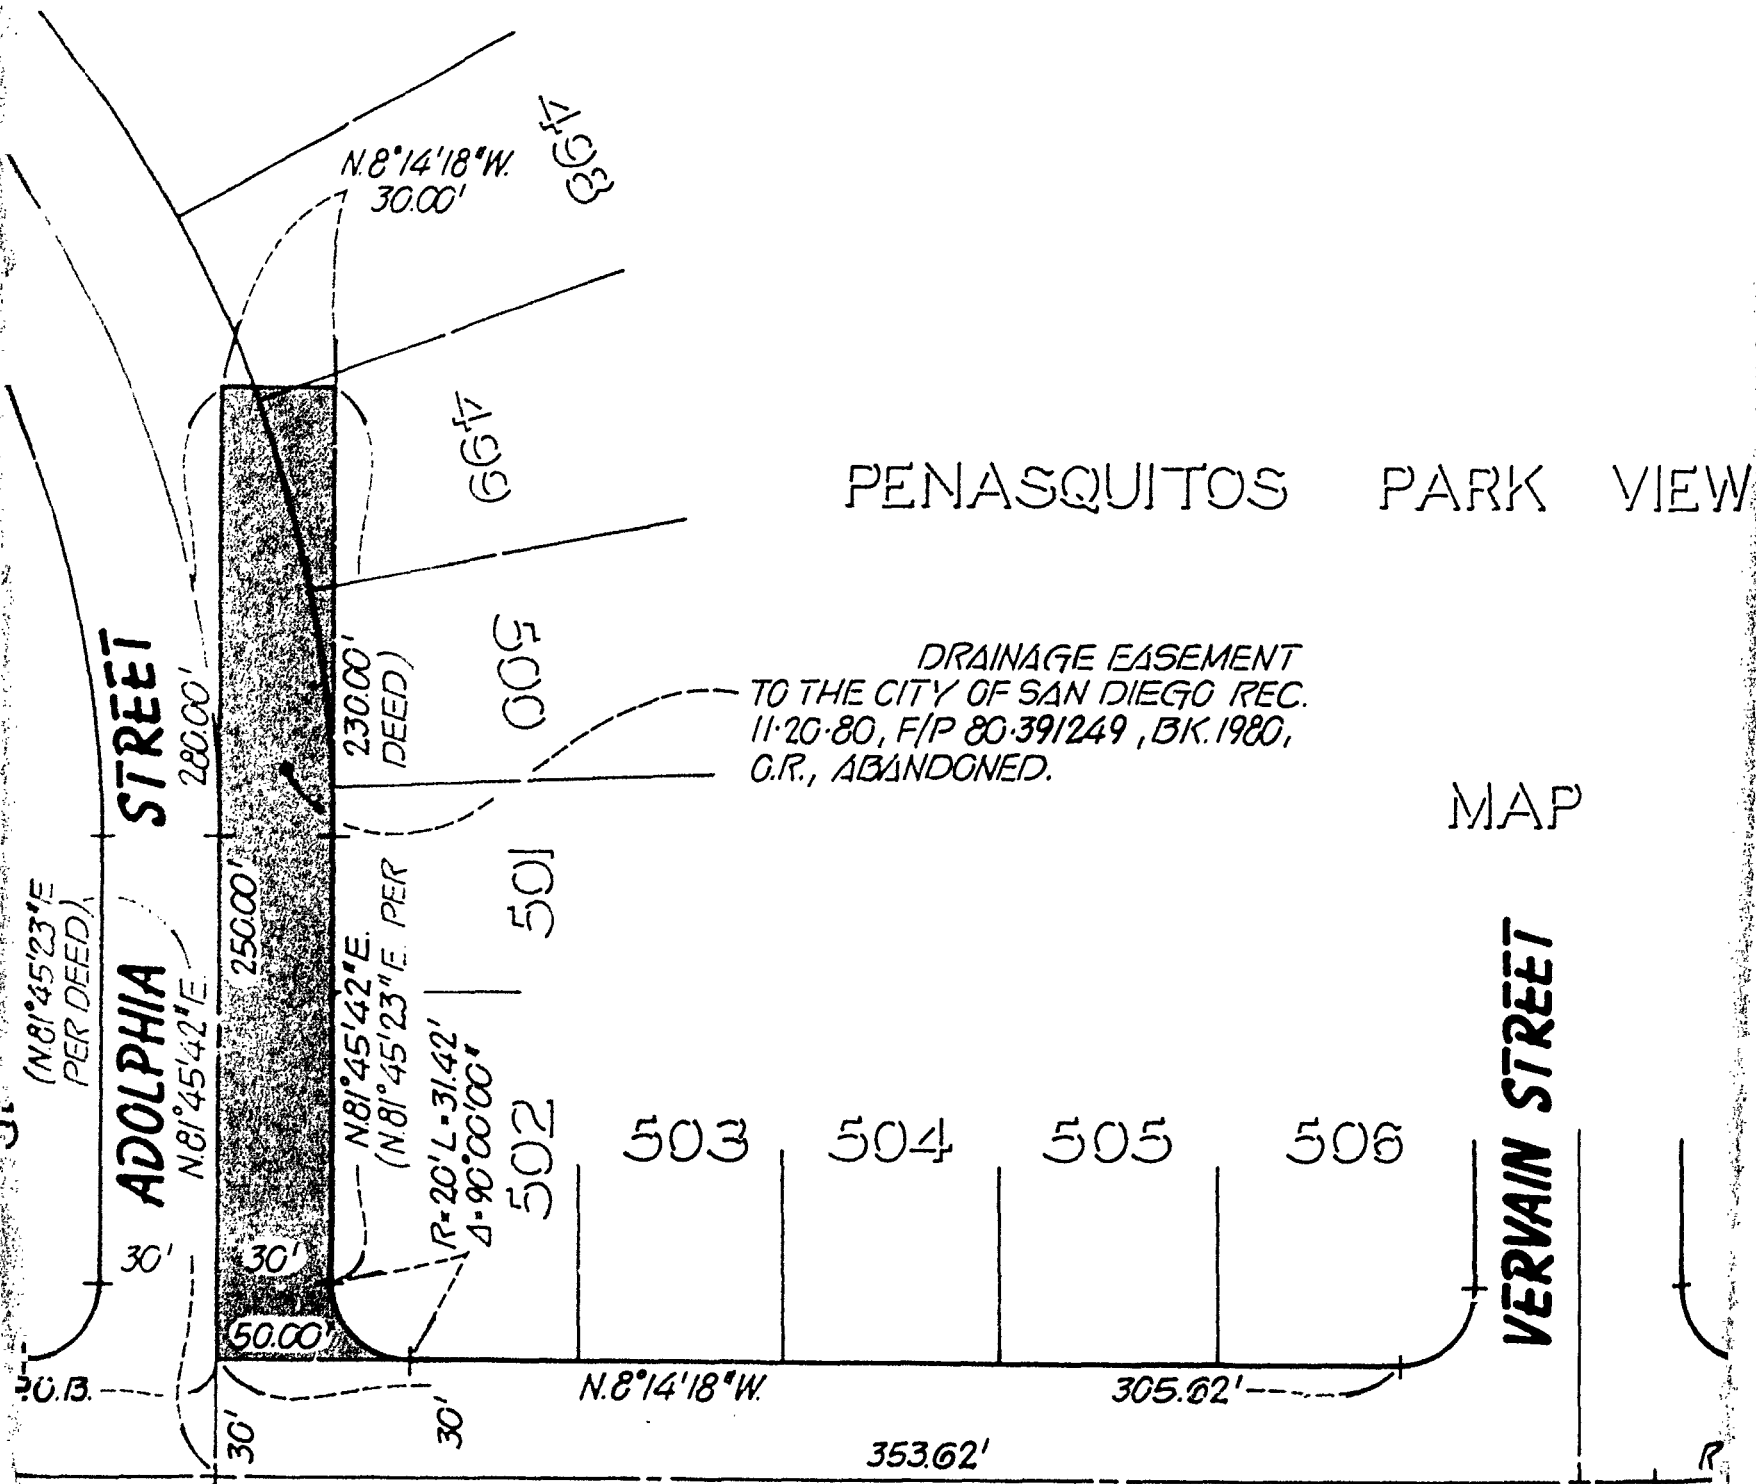 N.8°14'18"W.
30.00'
498
499
500
501
502
503
504
505
506
PENASQUITOS PARK VIEW
MAP
DRAINAGE EASEMENT
TO THE CITY OF SAN DIEGO REC.
11·20·80, F/P 80·391249, BK. 1980,
O.R., ABANDONED.
ADOLPHIA STREET
280.00'
250.00'
230.00'
DEED)
(N.81°45'23"E
PER DEED)
N.81°45'42"E.
N.81°45'42"E.
(N.81°45'23"E. PER
R=20' L=31.42'
Δ=90°00'00"
30'
30'
50.00'
O.B.
30'
30'
N.8°14'18"W.
305.62'
353.62'
VERVAIN STREET
R